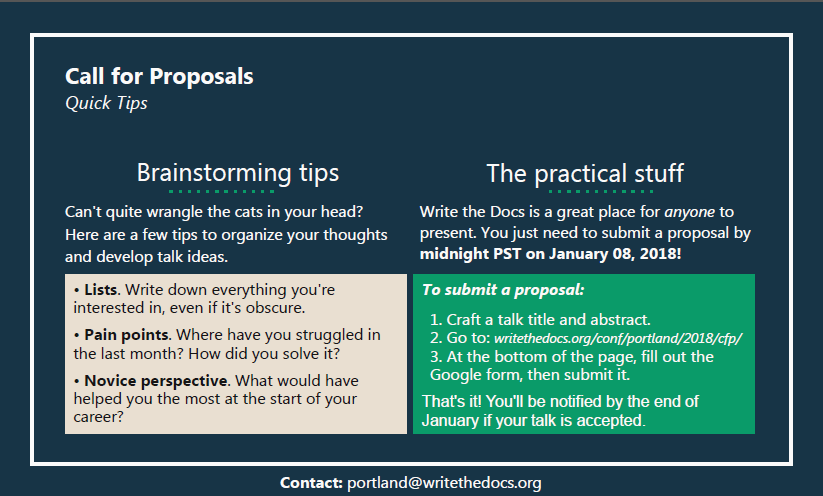 Call for Proposals
Quick Tips
Brainstorming tips
Can't quite wrangle the cats in your head?
Here are a few tips to organize your thoughts
and develop talk ideas.
• Lists. Write down everything you're
interested in, even if it's obscure.
• Pain points. Where have you struggled in
the last month? How did you solve it?
• Novice perspective. What would have
helped you the most at the start of your
career?
The practical stuff
Write the Docs is a great place for anyone to
present. You just need to submit a proposal by
midnight PST on January 08, 2018!
To submit a proposal:
1. Craft a talk title and abstract.
2. Go to: writethedocs.org/conf/portland/2018/cfp/
3. At the bottom of the page, fill out the
Google form, then submit it.
That's it! You'll be notified by the end of
January if your talk is accepted.
Contact: portland@writethedocs.org